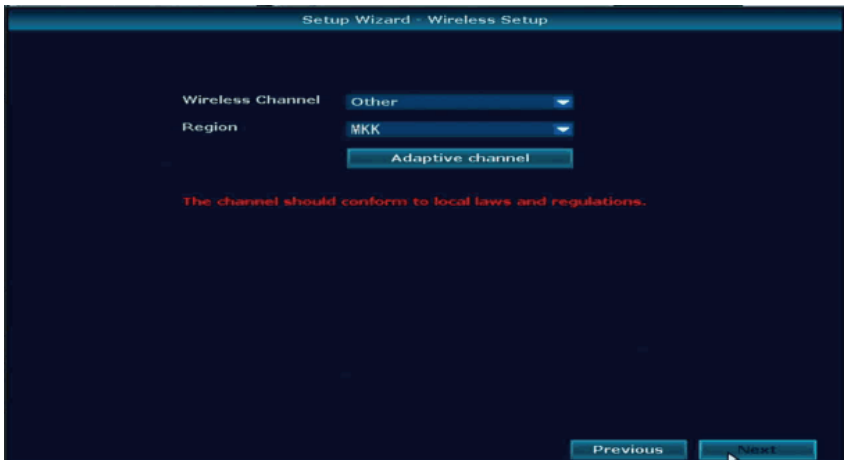 Setup Wizard - Wireless Setup
Wireless Channel Other
Region MKK
Adaptive channel
The channel should conform to local laws and regulations.
Previous Next